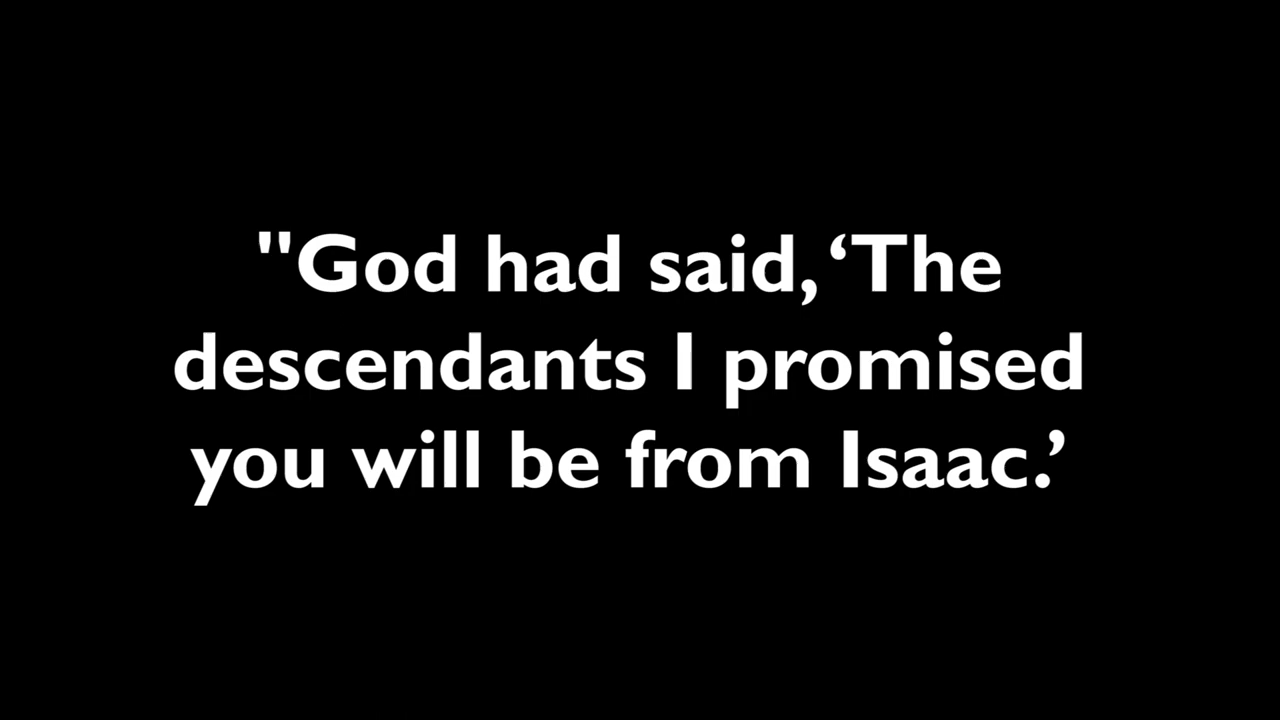 "God had said, ‘The
descendants I promised
you will be from Isaac.’